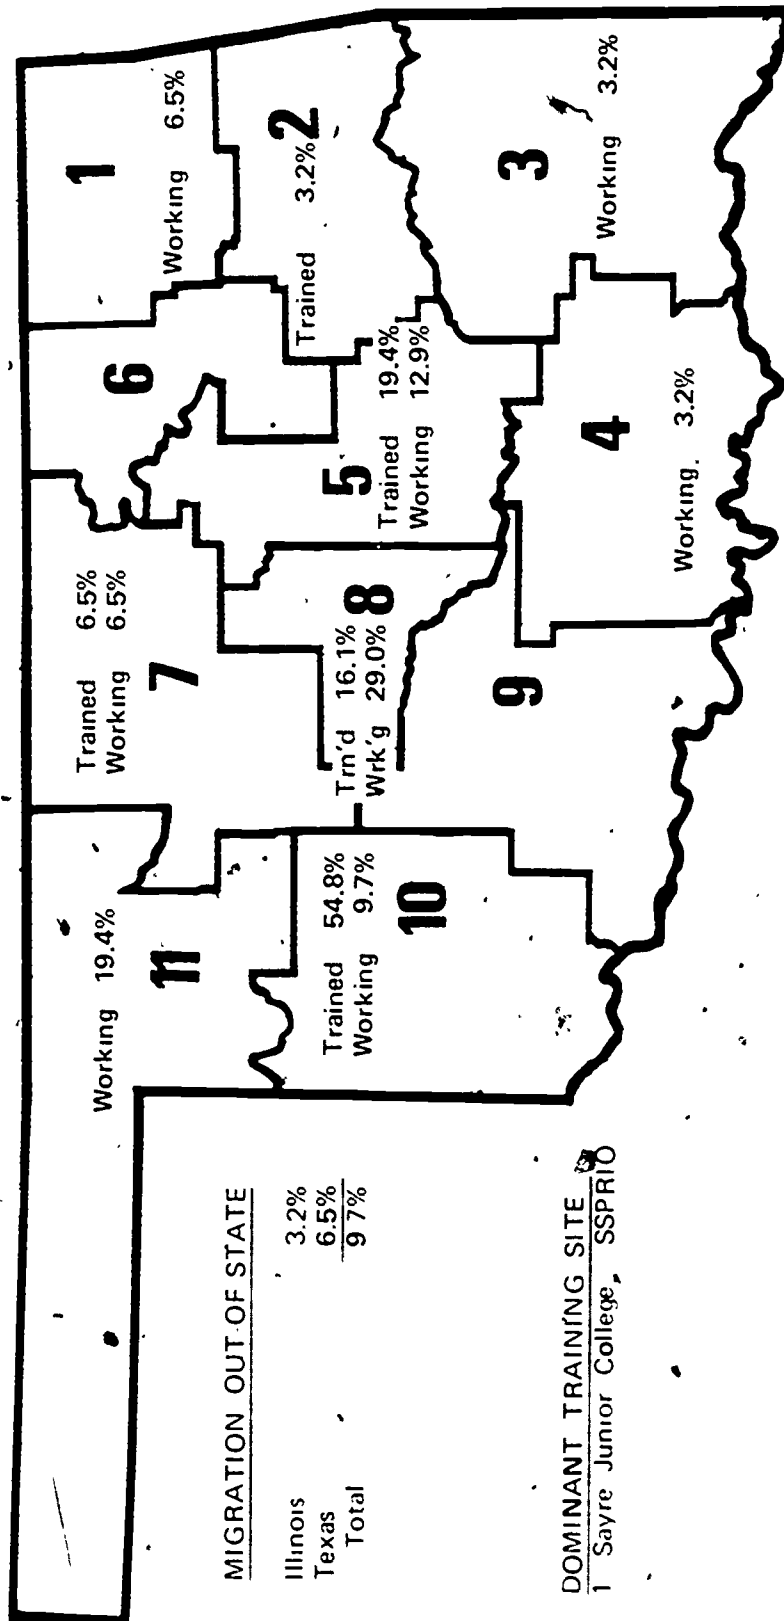 1
Working 6.5%
2
Trained 3.2%
3
Working 3.2%
4
Working 3.2%
5
Trained 19.4%
Working 12.9%
6
7
Trained 6.5%
Working 6.5%
8
Trn'd 16.1%
Wrk'g 29.0%
9
10
Trained 54.8%
Working 9.7%
11
Working 19.4%
MIGRATION OUT OF STATE
Illinois 3.2%
Texas 6.5%
Total 9 7%
DOMINANT TRAINING SITE
1 Sayre Junior College, SSPRIO